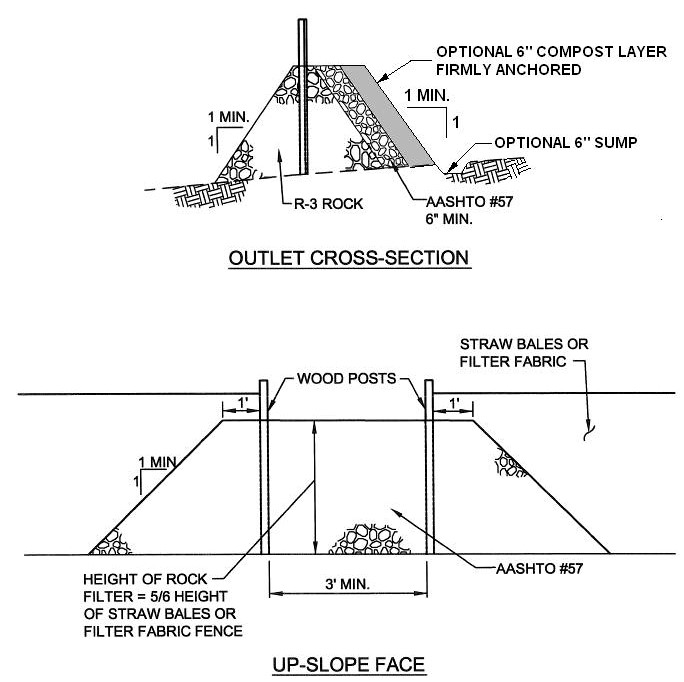 OPTIONAL 6" COMPOST LAYER
FIRMLY ANCHORED
1 MIN.
1
1 MIN.
1
OPTIONAL 6" SUMP
R-3 ROCK
AASHTO #57
6" MIN.
OUTLET CROSS-SECTION
STRAW BALES OR
FILTER FABRIC
WOOD POSTS
1'
1'
1 MIN
1
HEIGHT OF ROCK
FILTER = 5/6 HEIGHT
OF STRAW BALES OR
FILTER FABRIC FENCE
3' MIN.
AASHTO #57
UP-SLOPE FACE